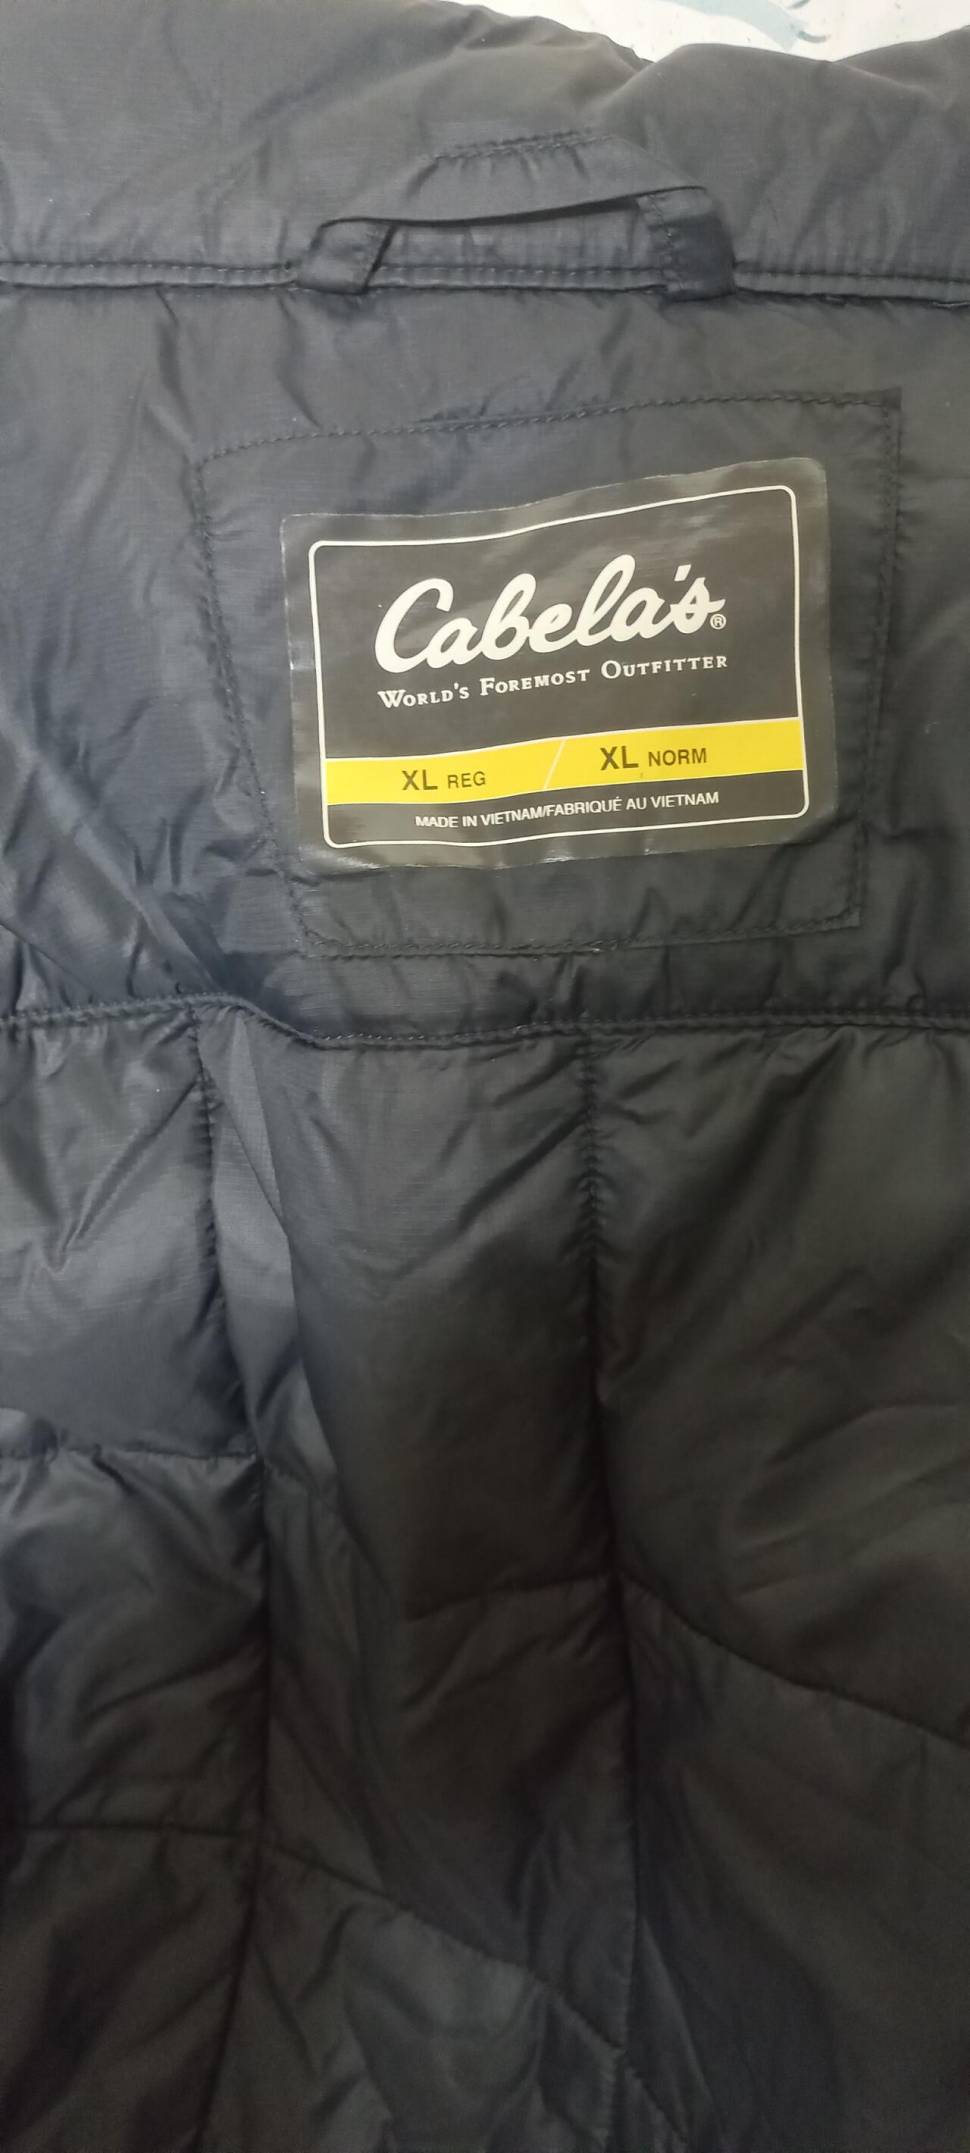 Cabela's®
World's Foremost Outfitter
XL REG / XL NORM
MADE IN VIETNAM/FABRIQUÉ AU VIETNAM